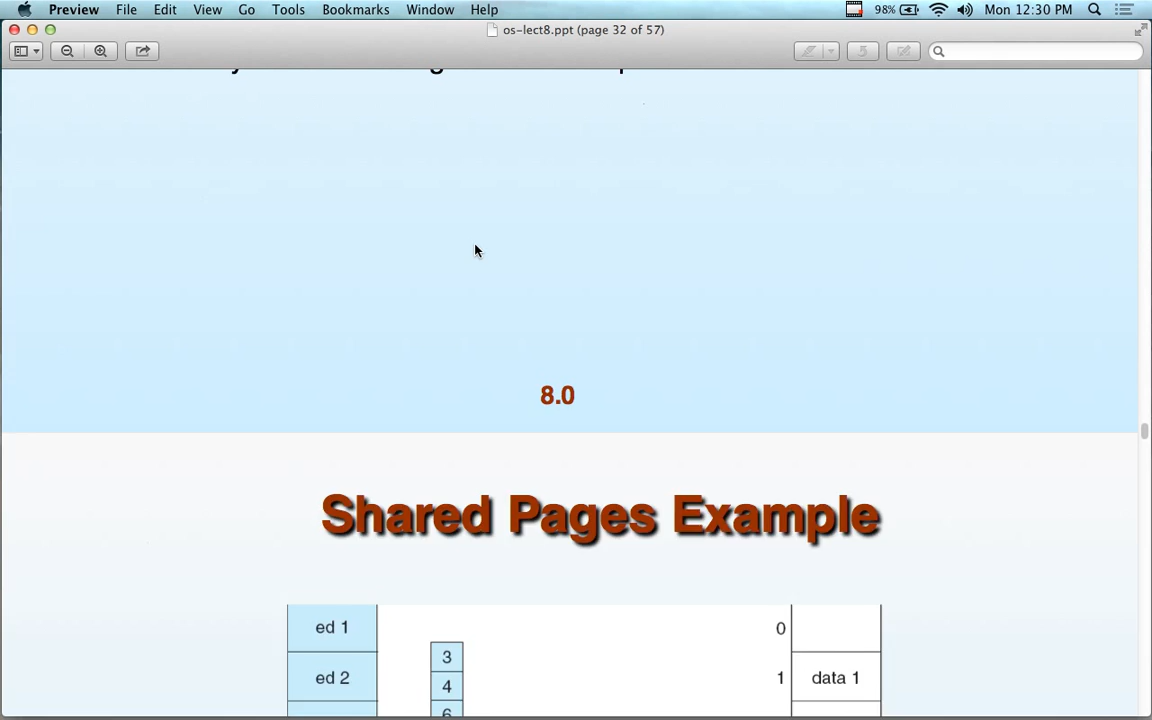 Preview File Edit View Go Tools Bookmarks Window Help 98% Mon 12:30 PM
os-lect8.ppt (page 32 of 57)
8.0
Shared Pages Example
ed 1
0
3
ed 2
1
data 1
4
6